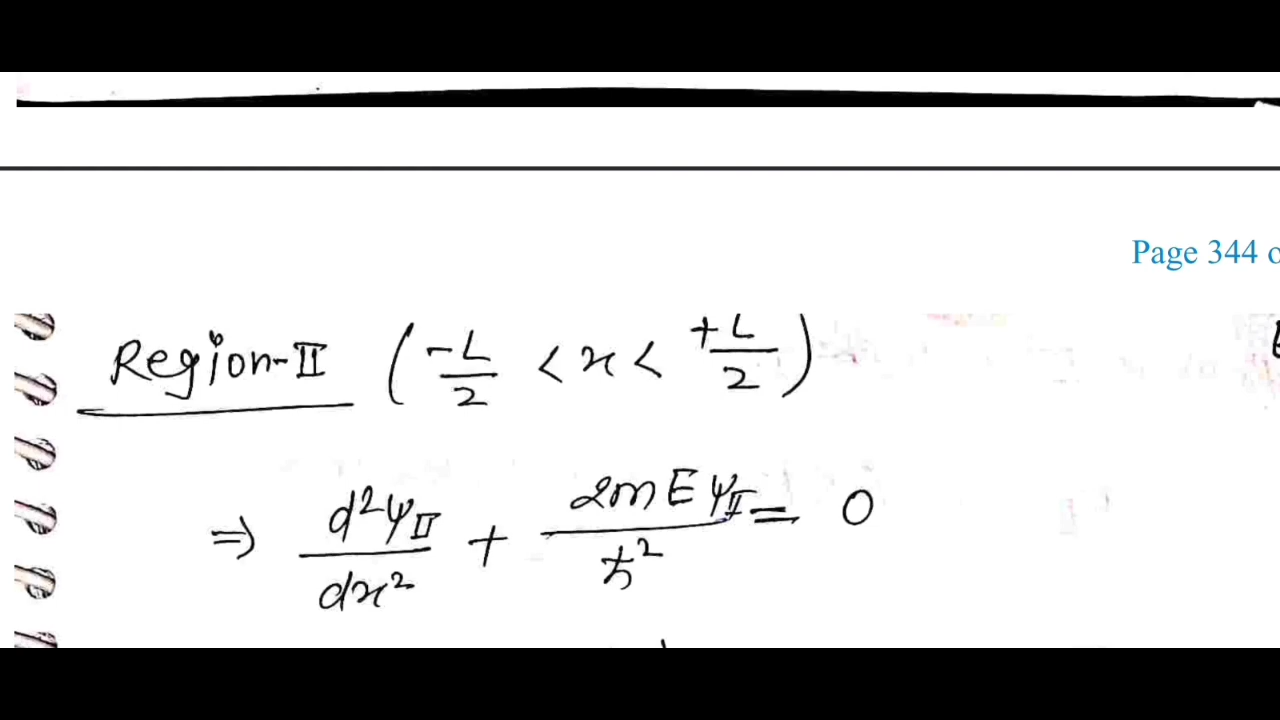 Page 344 o
Region-II (-L/2 < x < +L/2)
⇒ d²ψ_II/dx² + 2mEψ_II/ħ² = 0